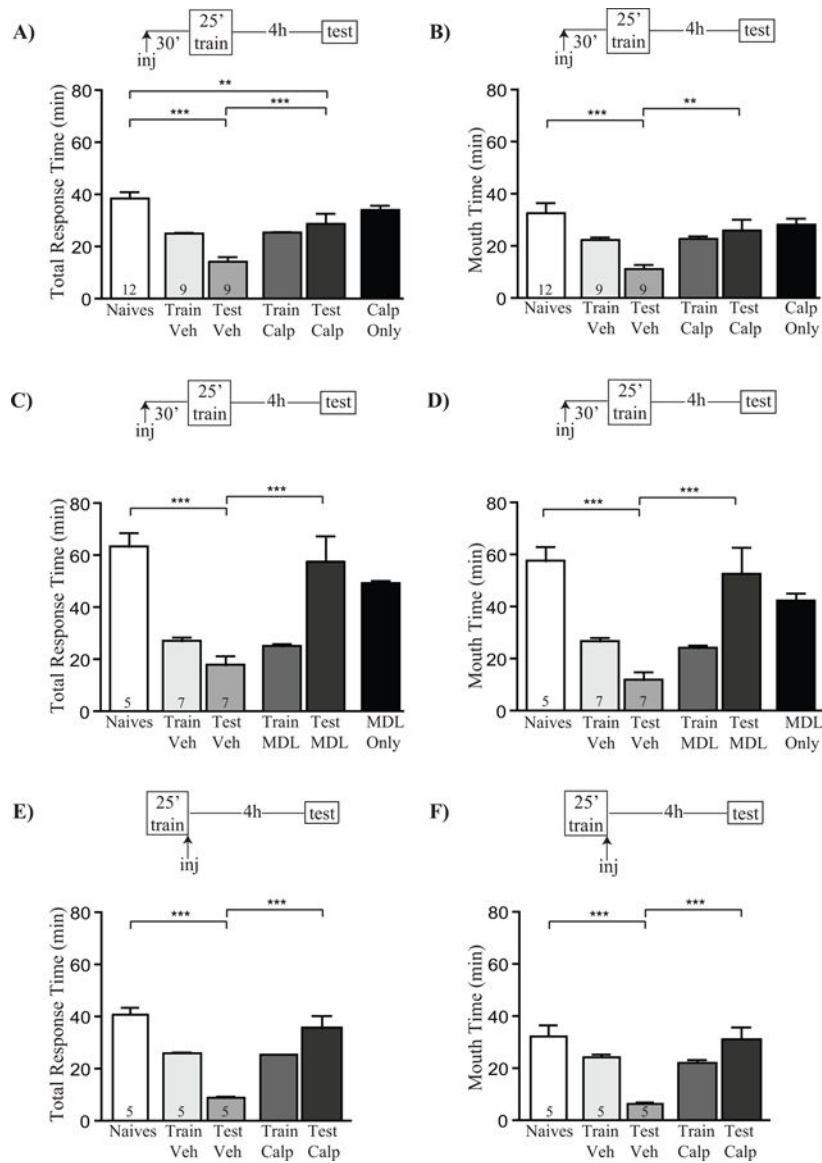 A)
25’
train
4h
test
inj
30’
** 
***
***
Total Response Time (min)
80
60
40
20
0
12
9
9
Naives
Train
Veh
Test
Veh
Train
Calp
Test
Calp
Calp
Only
B)
25’
train
4h
test
inj
30’
***
**
Mouth Time (min)
80
60
40
20
0
12
9
9
Naives
Train
Veh
Test
Veh
Train
Calp
Test
Calp
Calp
Only
C)
25’
train
4h
test
inj
30’
***
***
Total Response Time (min)
80
60
40
20
0
5
7
7
Naives
Train
Veh
Test
Veh
Train
MDL
Test
MDL
MDL
Only
D)
25’
train
4h
test
inj
30’
***
***
Mouth Time (min)
80
60
40
20
0
5
7
7
Naives
Train
Veh
Test
Veh
Train
MDL
Test
MDL
MDL
Only
E)
25’
train
4h
test
inj
***
***
Total Response Time (min)
80
60
40
20
0
5
5
5
Naives
Train
Veh
Test
Veh
Train
Calp
Test
Calp
F)
25’
train
4h
test
inj
***
***
Mouth Time (min)
80
60
40
20
0
5
5
5
Naives
Train
Veh
Test
Veh
Train
Calp
Test
Calp